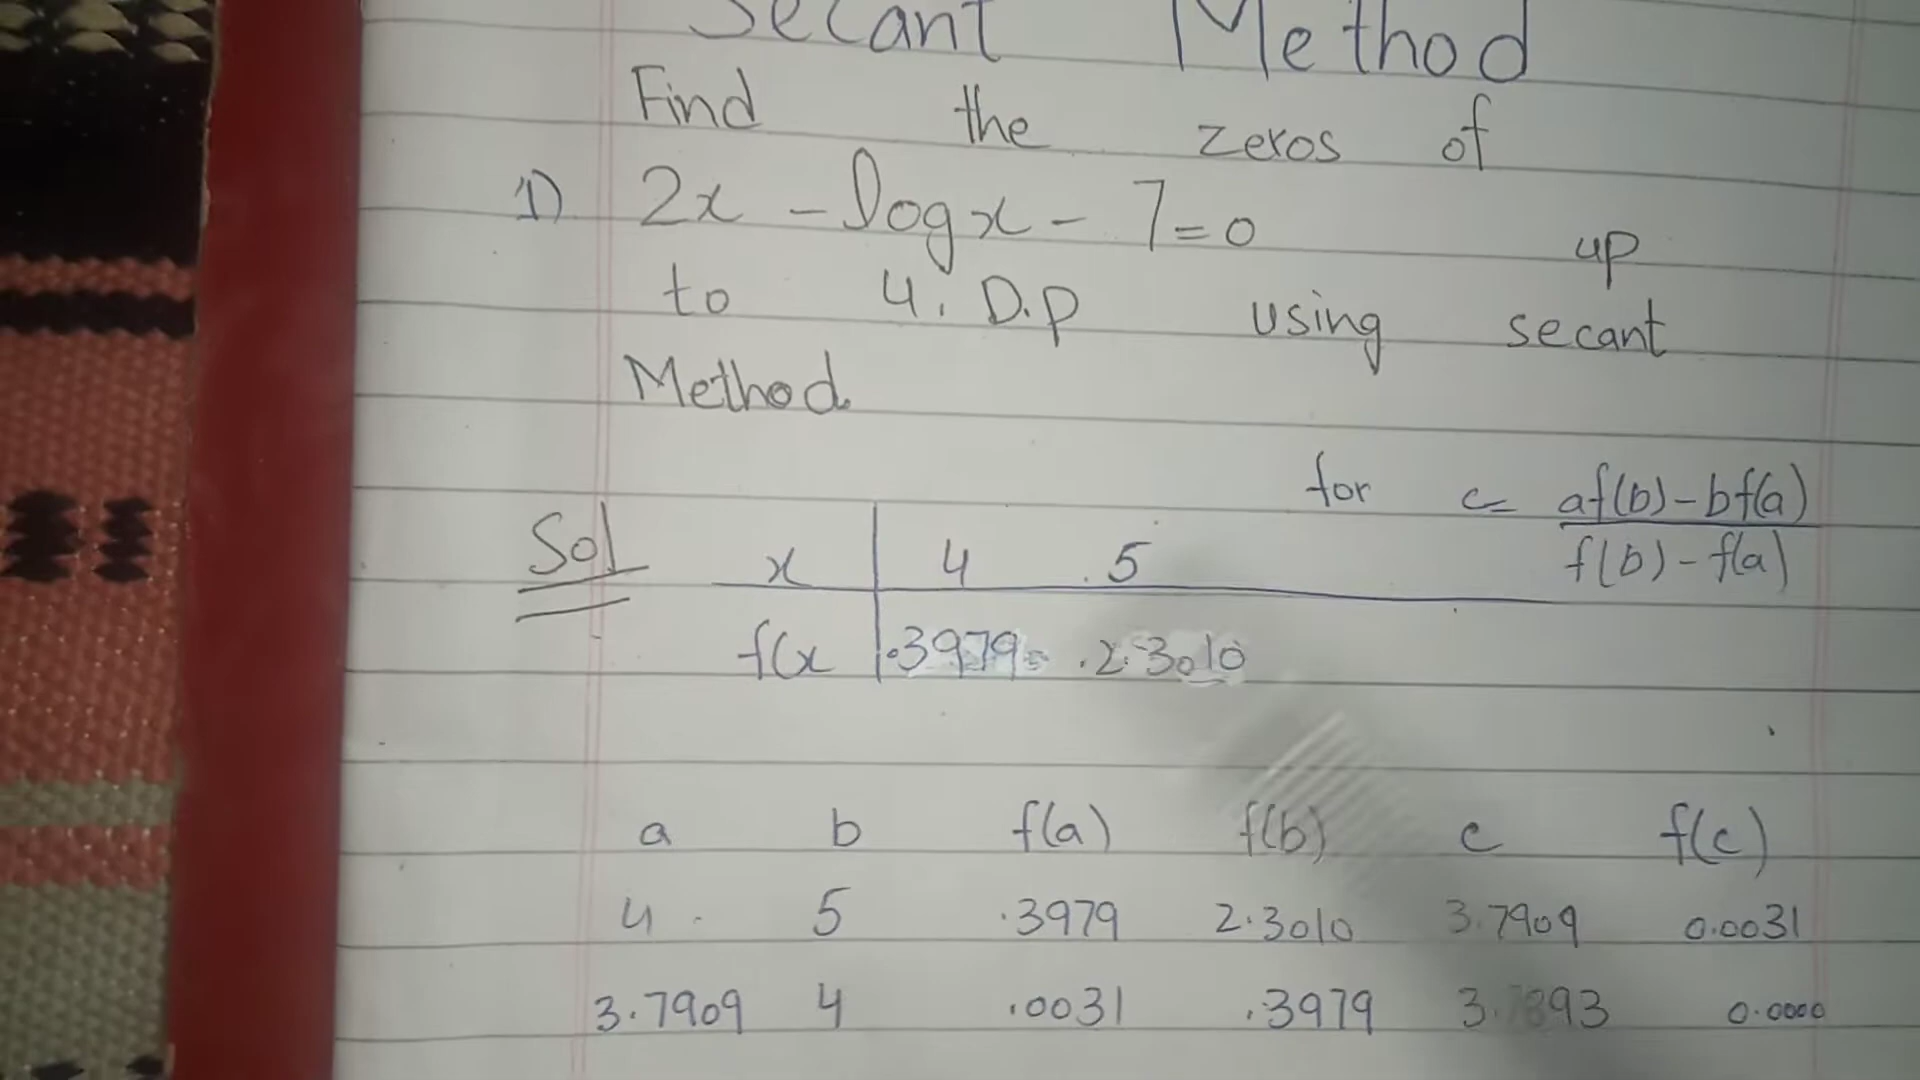 Secant Method
Find the zeros of
1) 2x - log x - 7 = 0 up
to 4. D.p using secant
Method.
for c = af(b) - bf(a) / f(b) - f(a)
Sol x 4 5
f(x .3979 2.3010
a b f(a) f(b) c f(c)
4 5 .3979 2.3010 3.7909 0.0031
3.7909 4 .0031 .3979 3.7893 0.0000